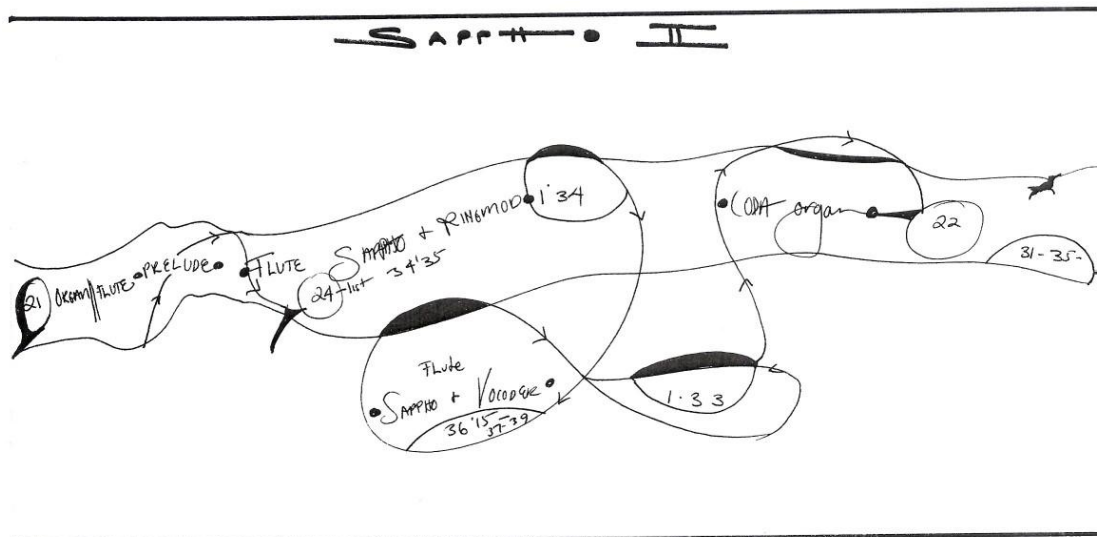 SAPPHO II
21 ORGAN//FLUTE • PRELUDE •
• FLUTE
SAPPHO + RINGMOD • 1'34
24-list 34'35
Flute
• SAPPHO + VOCODER •
36'15-
37-39
1.33
• CODA organ •
22
31-35-